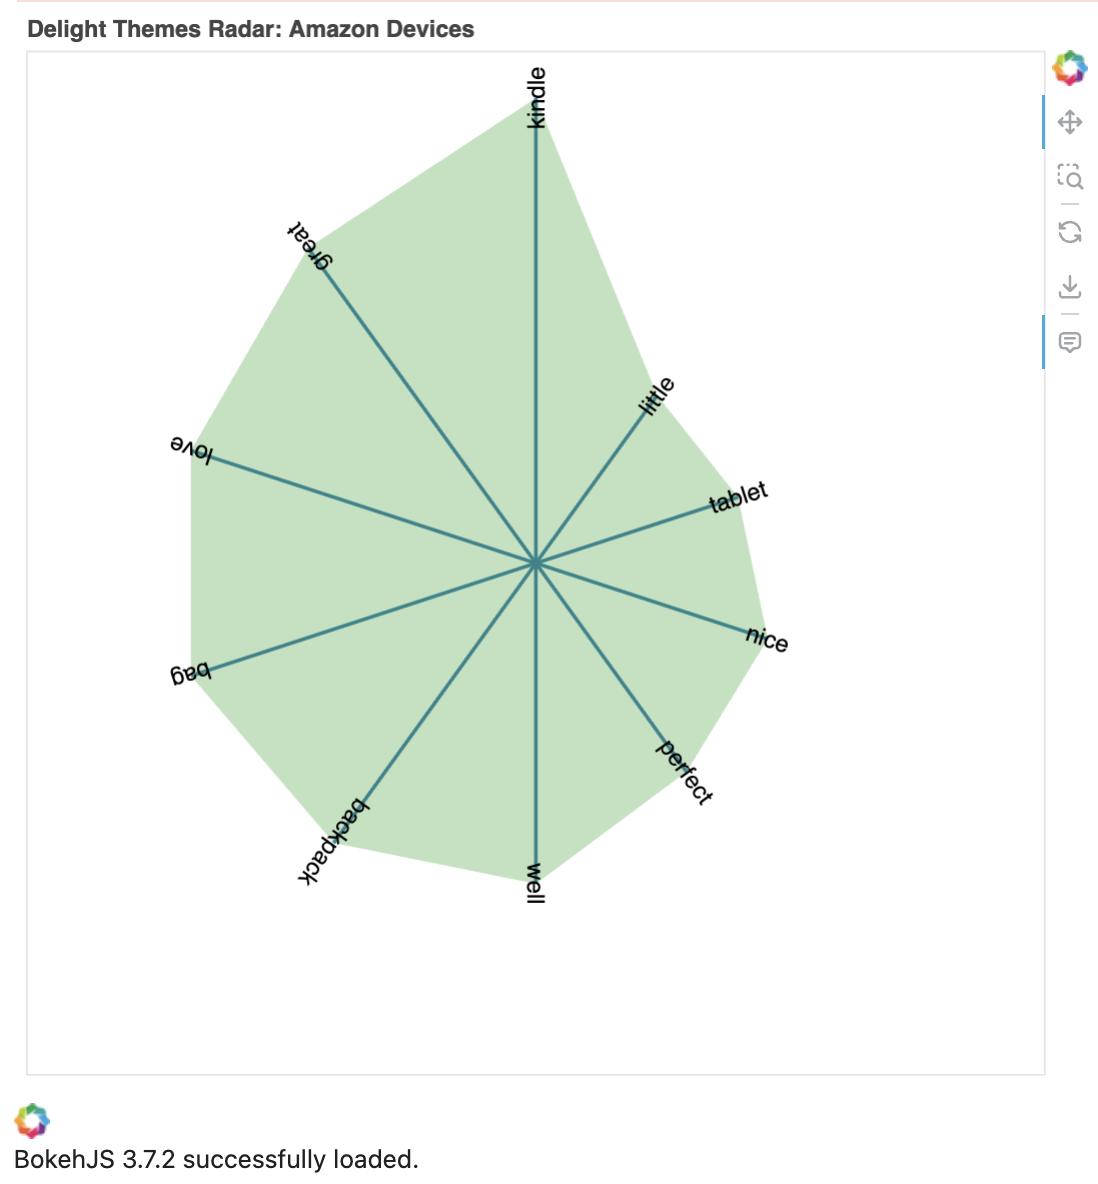 Delight Themes Radar: Amazon Devices
kindle
great
little
love
tablet
nice
bag
perfect
backpack
well
BokehJS 3.7.2 successfully loaded.